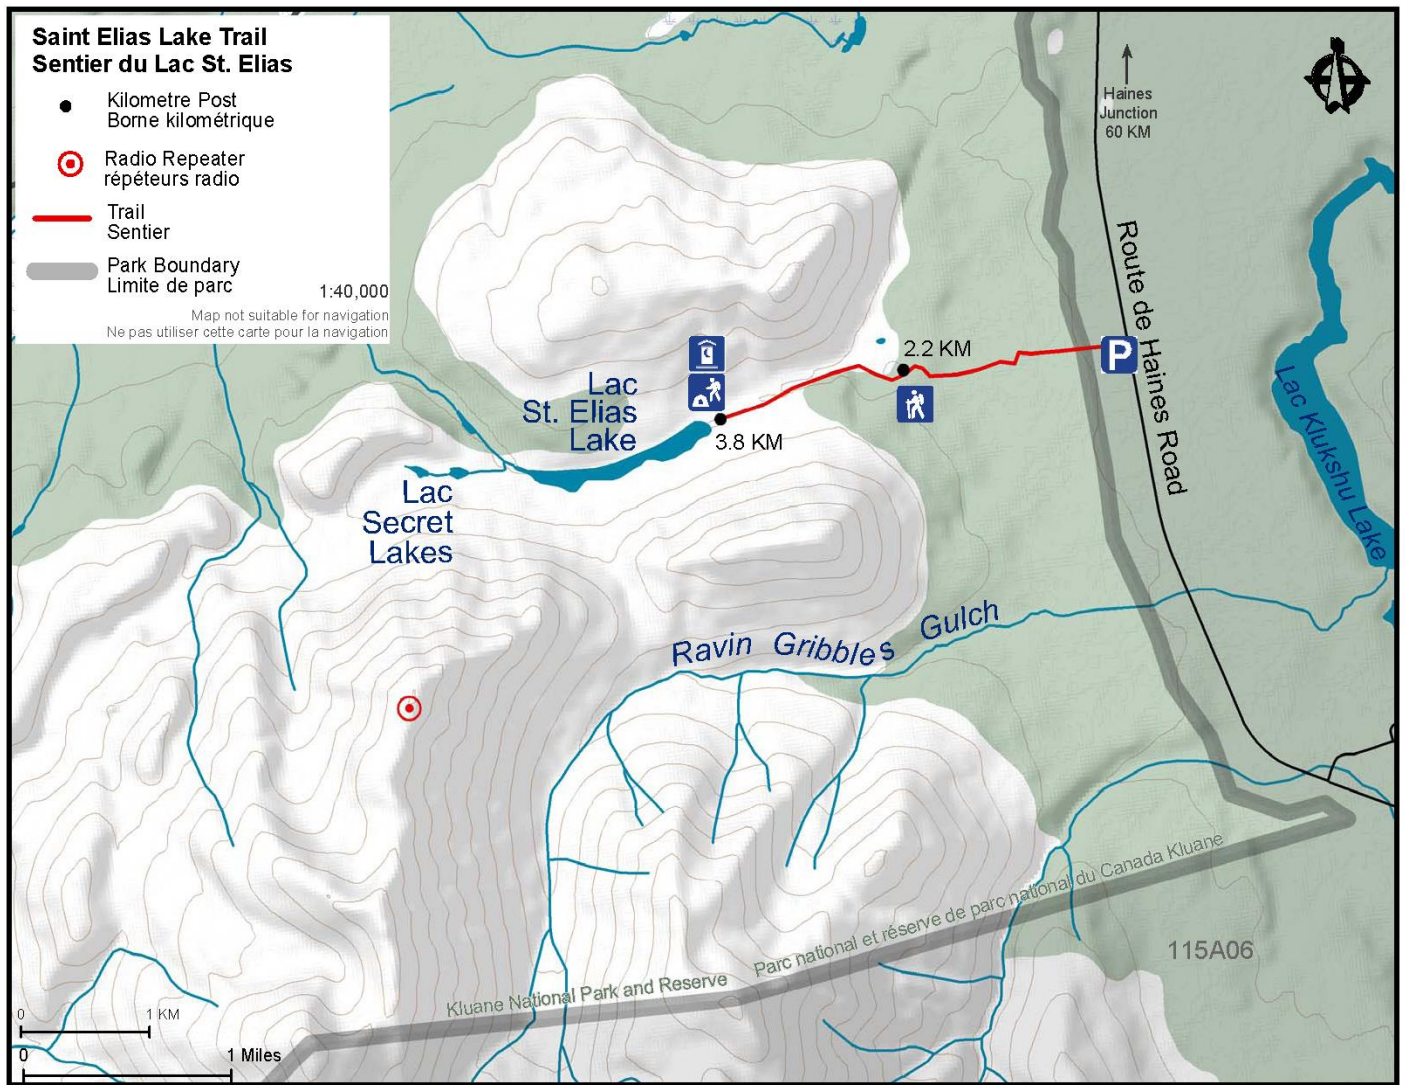 Saint Elias Lake Trail
Sentier du Lac St. Elias
Kilometre Post
Borne kilométrique
Radio Repeater
répéteurs radio
Trail
Sentier
Park Boundary
Limite de parc
1:40,000
Map not suitable for navigation
Ne pas utiliser cette carte pour la navigation
Haines
Junction
60 KM
Route de Haines Road
P
2.2 KM
Lac
St. Elias
Lake
3.8 KM
Lac Klukshu Lake
Lac
Secret
Lakes
Ravin Gribbles Gulch
Parc national et réserve de parc national du Canada Kluane
Kluane National Park and Reserve
115A06
0 1 KM
0 1 Miles